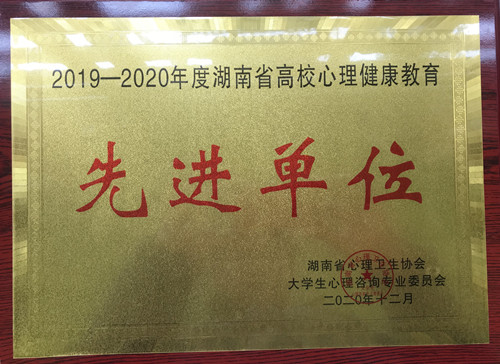 2019—2020年度湖南省高校心理健康教育
先进单位
湖南省心理卫生协会
大学生心理咨询专业委员会
二〇二〇年十二月